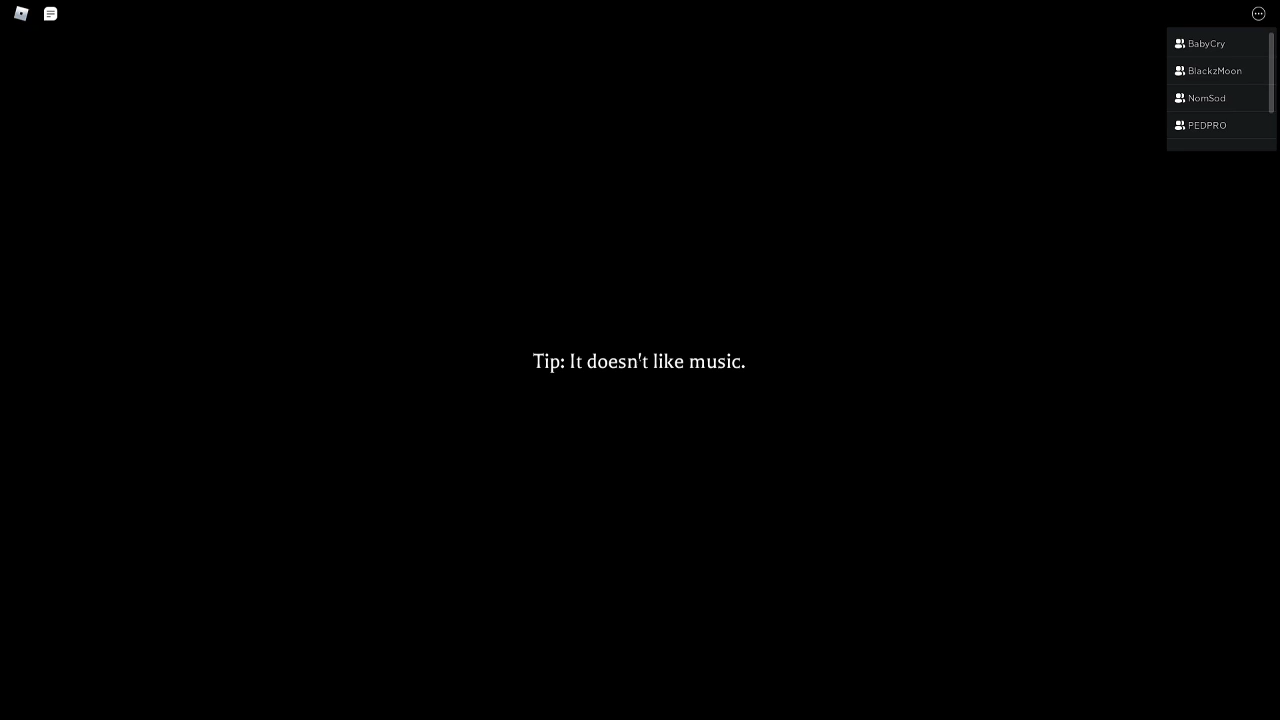 BabyCry
BlackzMoon
NomSod
PEDPRO
Tip: It doesn't like music.